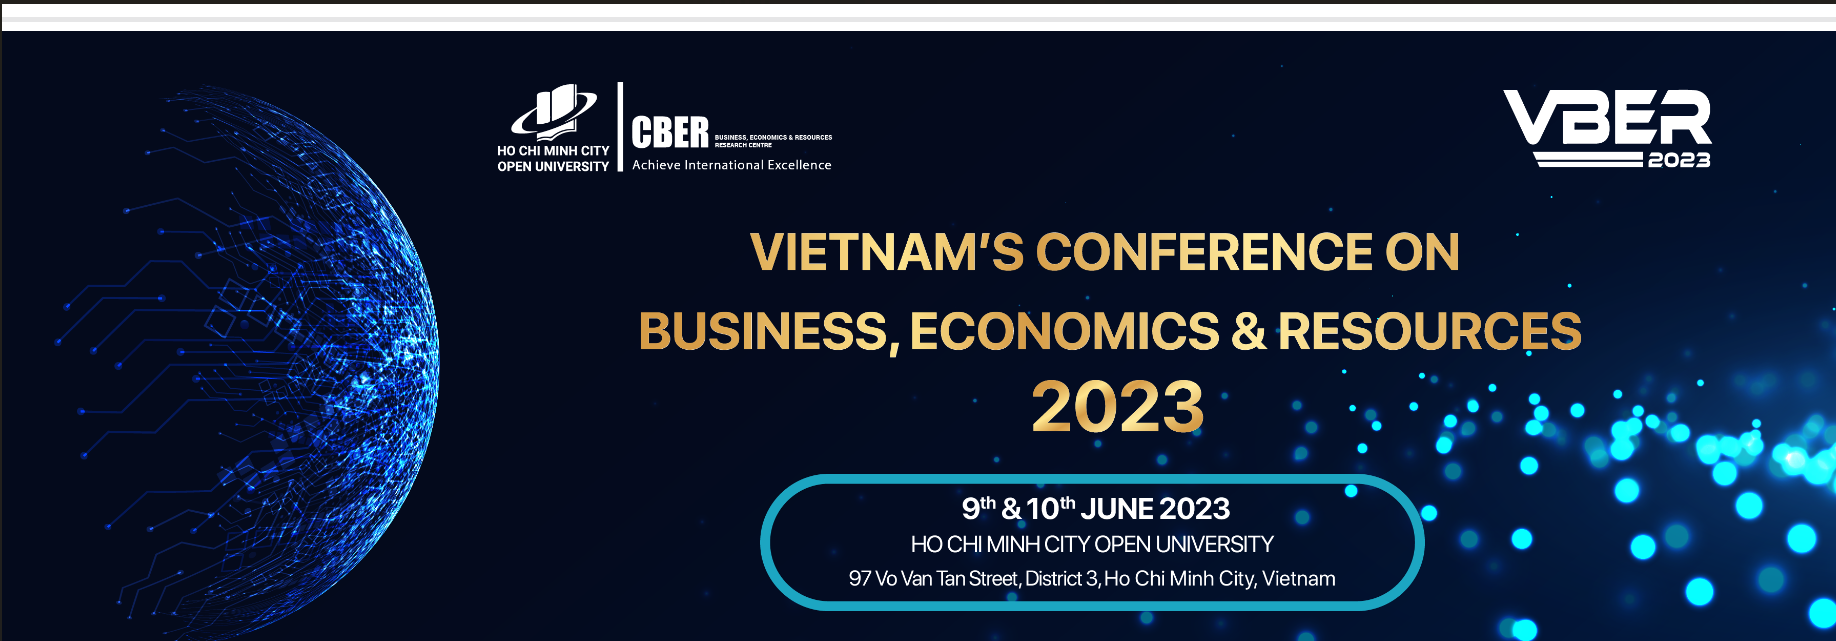 HO CHI MINH CITY
OPEN UNIVERSITY
CBER
BUSINESS, ECONOMICS & RESOURCES
RESEARCH CENTRE
Achieve International Excellence
VBER
2023
VIETNAM'S CONFERENCE ON
BUSINESS, ECONOMICS & RESOURCES
2023
9th & 10th JUNE 2023
HO CHI MINH CITY OPEN UNIVERSITY
97 Vo Van Tan Street, District 3, Ho Chi Minh City, Vietnam